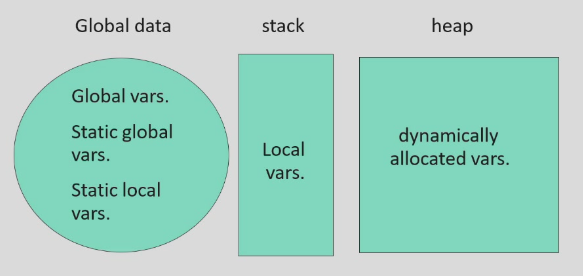 Global data
stack
heap
Global vars.
Static global
vars.
Static local
vars.
Local
vars.
dynamically
allocated vars.